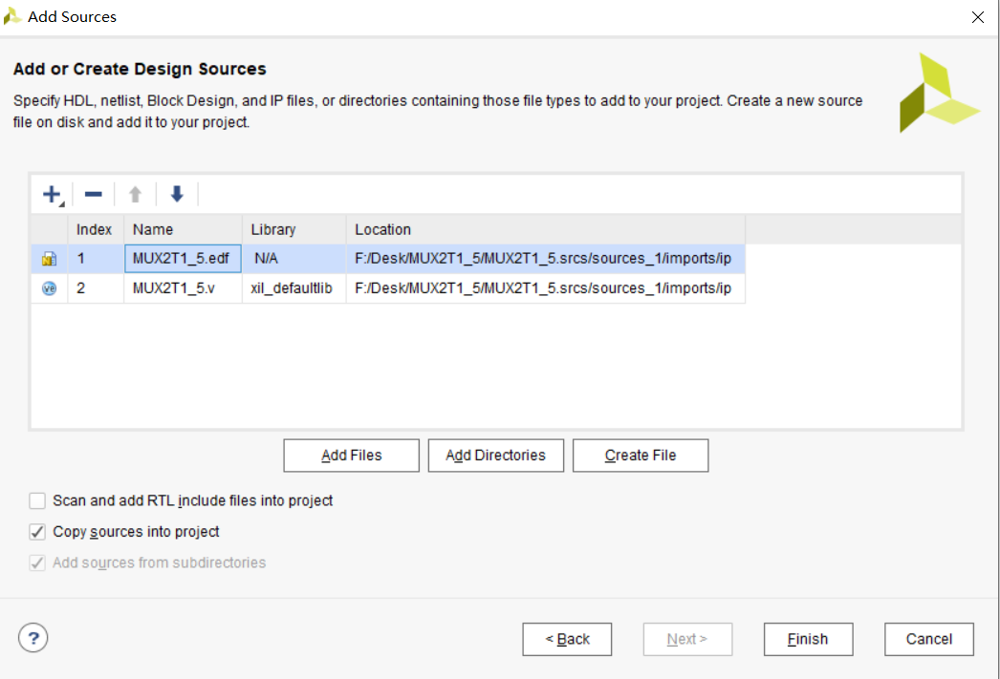 Add Sources
Add or Create Design Sources
Specify HDL, netlist, Block Design, and IP files, or directories containing those file types to add to your project. Create a new source
file on disk and add it to your project.
Index Name Library Location
1 MUX2T1_5.edf N/A F:/Desk/MUX2T1_5/MUX2T1_5.srcs/sources_1/imports/ip
ve 2 MUX2T1_5.v xil_defaultlib F:/Desk/MUX2T1_5/MUX2T1_5.srcs/sources_1/imports/ip
Add Files Add Directories Create File
Scan and add RTL include files into project
Copy sources into project
Add sources from subdirectories
? < Back Next > Finish Cancel